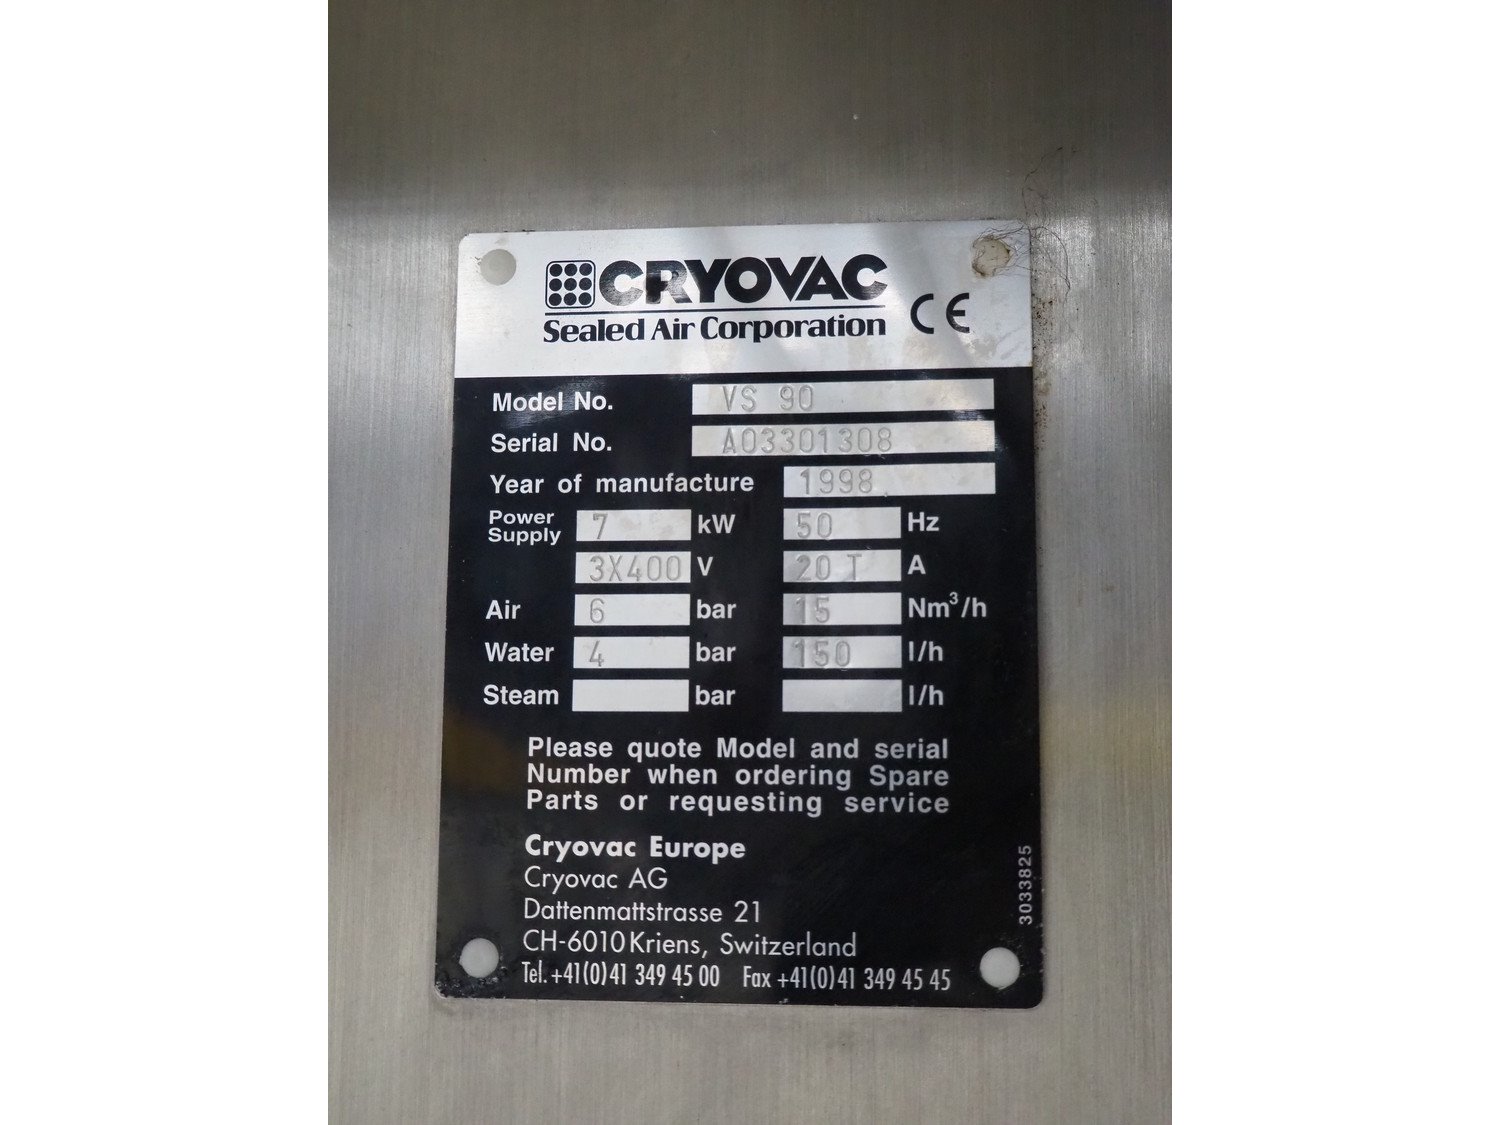 CRYOVAC
Sealed Air Corporation CE
Model No. VS 90
Serial No. A03301308
Year of manufacture 1998
Power Supply 7 kW 50 Hz
3X400 V 20 T A
Air 6 bar 15 Nm³/h
Water 4 bar 150 l/h
Steam bar l/h
Please quote Model and serial
Number when ordering Spare
Parts or requesting service
Cryovac Europe
Cryovac AG
Dattenmattstrasse 21
CH-6010 Kriens, Switzerland
Tel. +41(0)41 349 45 00 Fax +41(0)41 349 45 45
3033825